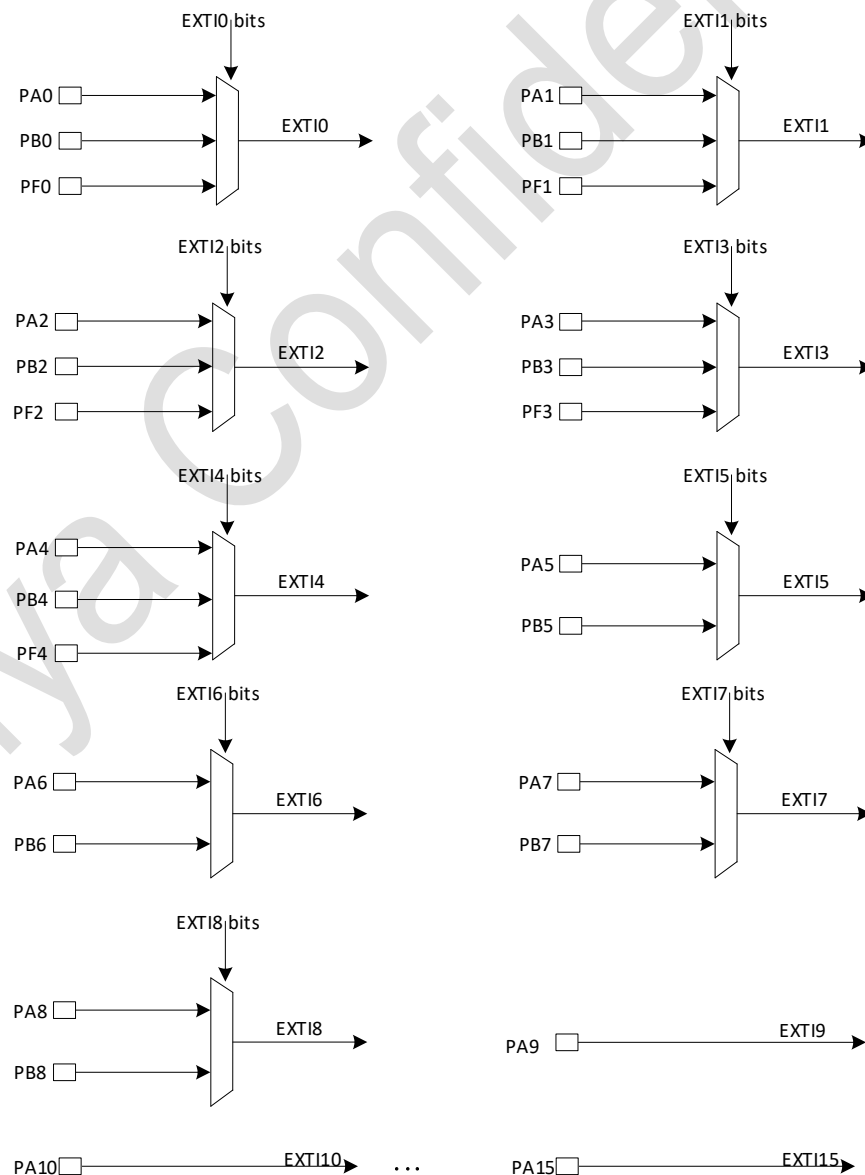 EXTI0 bits EXTI1 bits
PA0 PA1
PB0 EXTI0 PB1 EXTI1
PF0 PF1
EXTI2 bits EXTI3 bits
PA2 PA3
PB2 EXTI2 PB3 EXTI3
PF2 PF3
EXTI4 bits EXTI5 bits
PA4 PA5
PB4 EXTI4 EXTI5
PF4 PB5
EXTI6 bits EXTI7 bits
PA6 PA7
EXTI6 EXTI7
PB6 PB7
EXTI8 bits
PA8
EXTI8 PA9 EXTI9
PB8
PA10 EXTI10 ... PA15 EXTI15
ya Confiden